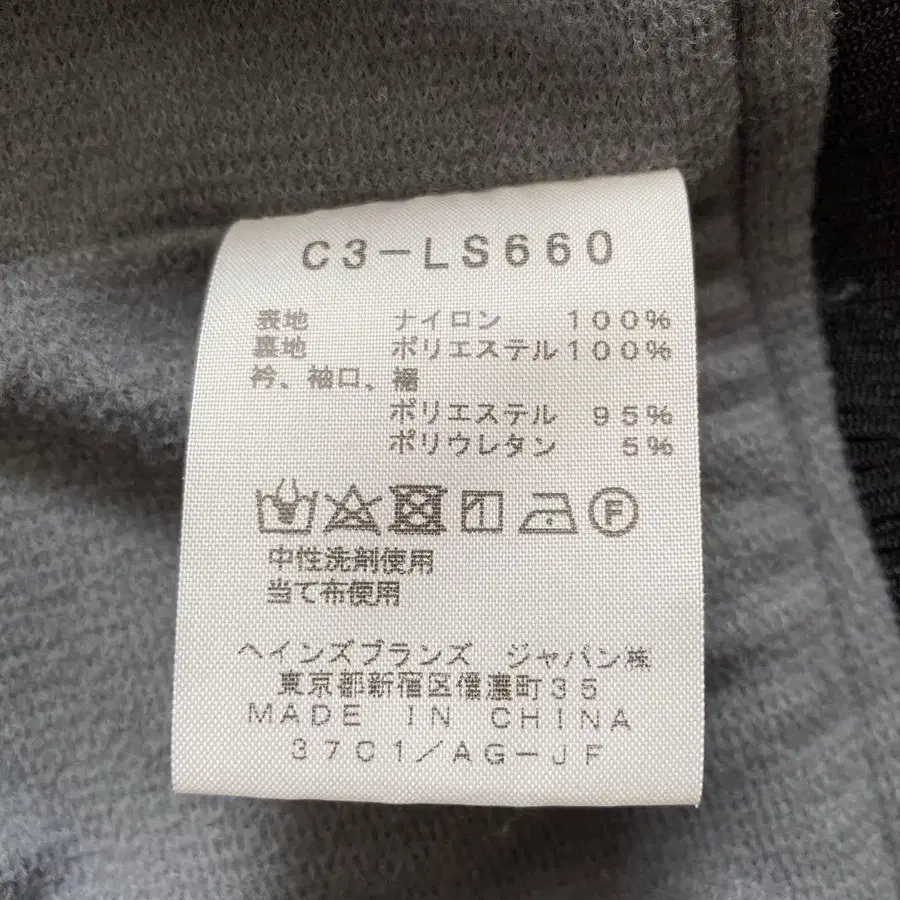 C3-LS660
表地 ナイロン 100%
裏地 ポリエステル100%
衿、袖口、裾
ポリエステル 95%
ポリウレタン 5%
F
中性洗剤使用
当て布使用
ヘインズブランズ ジャパン㈱
東京都新宿区信濃町35
MADE IN CHINA
37C1/AG-JF